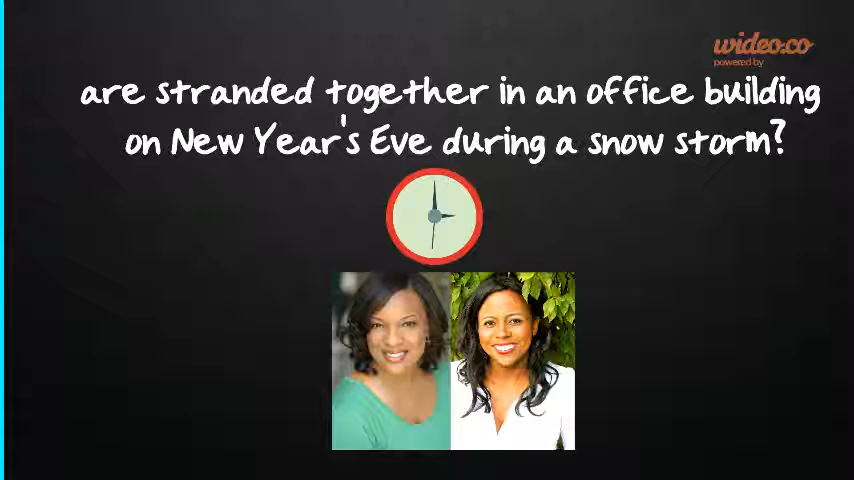 wideo.co
powered by
are stranded together in an office building
on New Year's Eve during a snow storm?